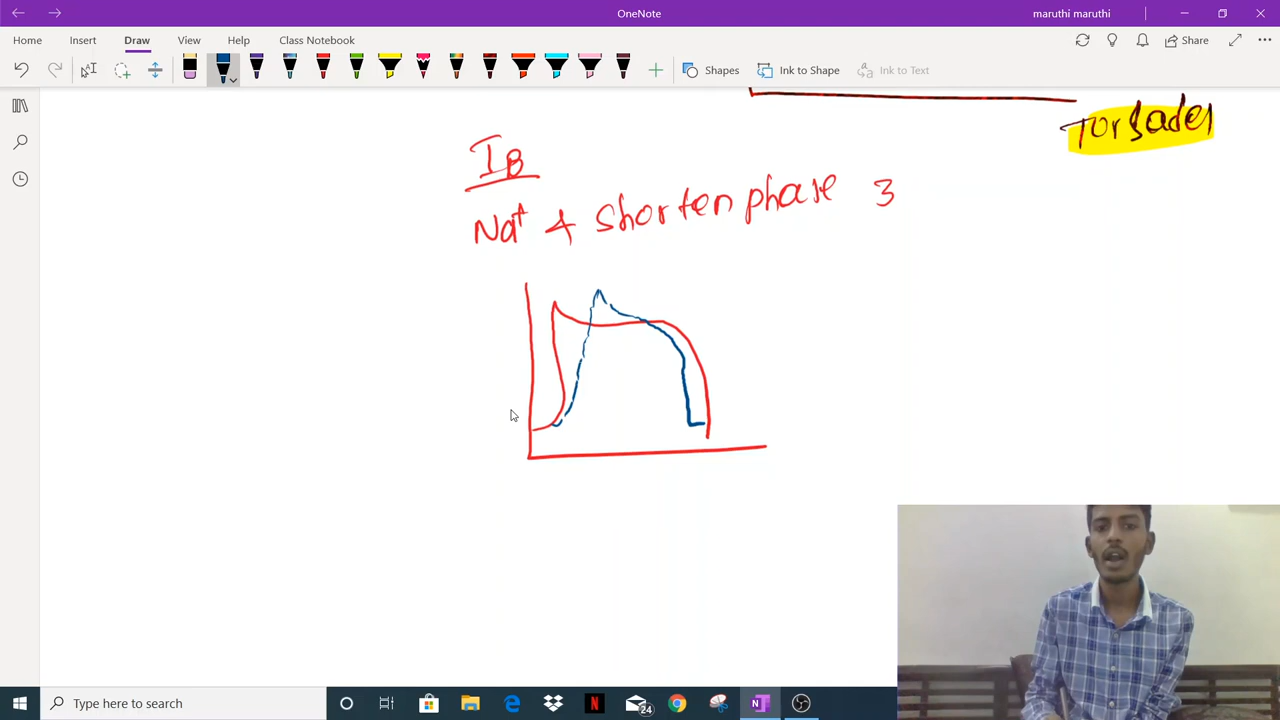 OneNote
maruthi maruthi
Home Insert Draw View Help Class Notebook
Share
Shapes Ink to Shape Ink to Text
Torsades
IB
Na+ & shorten phase 3
Type here to search
24